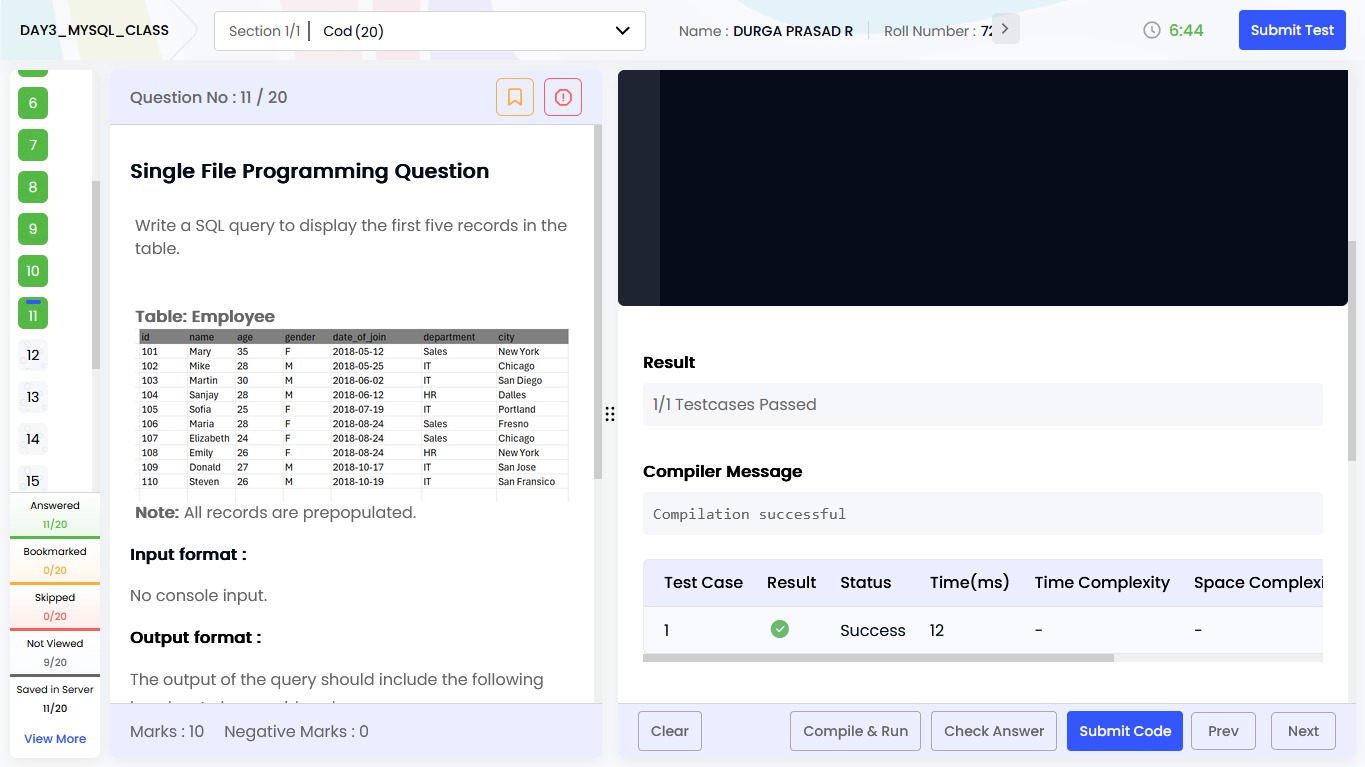 DAY3_MYSQL_CLASS
Section 1/1 | Cod (20)
Name : DURGA PRASAD R
Roll Number : 72
6:44
Submit Test
6
7
8
9
10
11
12
13
14
15
Answered
11/20
Bookmarked
0/20
Skipped
0/20
Not Viewed
9/20
Saved in Server
11/20
View More
Question No : 11 / 20
Single File Programming Question
Write a SQL query to display the first five records in the
table.
Table: Employee
id name age gender date_of_join department city
101 Mary 35 F 2018-05-12 Sales New York
102 Mike 28 M 2018-05-25 IT Chicago
103 Martin 30 M 2018-06-02 IT San Diego
104 Sanjay 28 M 2018-06-12 HR Dalles
105 Sofia 25 F 2018-07-19 IT Portland
106 Maria 28 F 2018-08-24 Sales Fresno
107 Elizabeth 24 F 2018-08-24 Sales Chicago
108 Emily 26 F 2018-08-24 HR New York
109 Donald 27 M 2018-10-17 IT San Jose
110 Steven 26 M 2018-10-19 IT San Fransico
Note: All records are prepopulated.
Input format :
No console input.
Output format :
The output of the query should include the following
Marks : 10 Negative Marks : 0
Result
1/1 Testcases Passed
Compiler Message
Compilation successful
Test Case Result Status Time(ms) Time Complexity Space Complexi
1 Success 12 - -
Clear
Compile & Run
Check Answer
Submit Code
Prev
Next